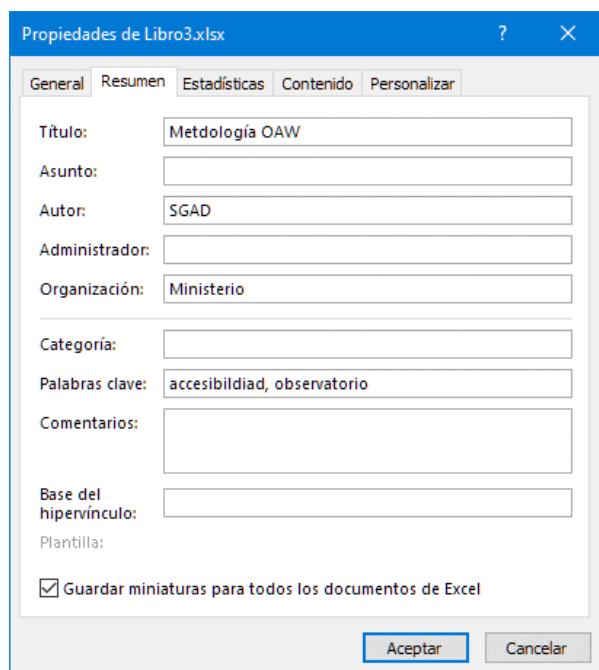 Propiedades de Libro3.xlsx ? ×
General Resumen Estadísticas Contenido Personalizar
Título: Metdología OAW
Asunto:
Autor: SGAD
Administrador:
Organización: Ministerio
Categoría:
Palabras clave: accesibildiad, observatorio
Comentarios:
Base del
hipervínculo:
Plantilla:
Guardar miniaturas para todos los documentos de Excel
Aceptar Cancelar